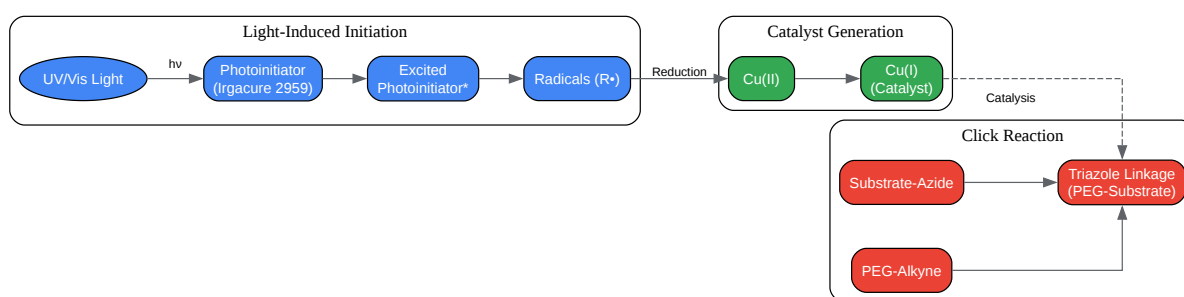 Light-Induced Initiation
UV/Vis Light
hν
Photoinitiator
(Irgacure 2959)
Excited
Photoinitiator*
Radicals (R•)
Reduction
Catalyst Generation
Cu(II)
Cu(I)
(Catalyst)
Catalysis
Click Reaction
Substrate-Azide
Triazole Linkage
(PEG-Substrate)
PEG-Alkyne